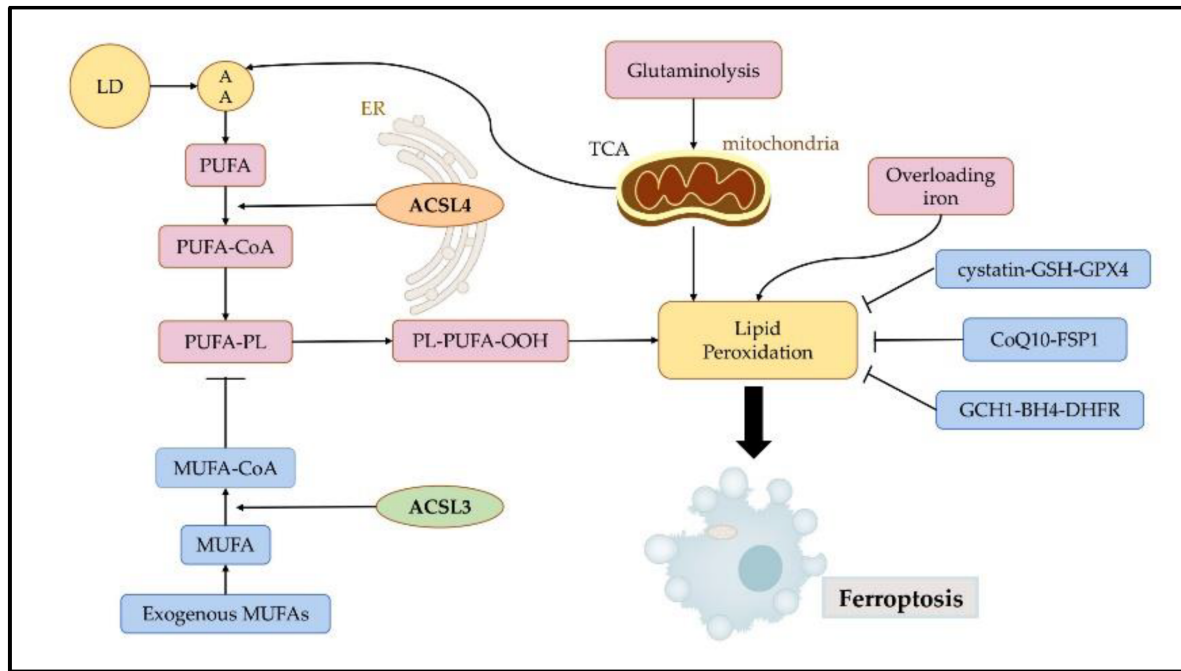 LD
A
A
PUFA
PUFA-CoA
PUFA-PL
ER
ACSL4
PL-PUFA-OOH
MUFA-CoA
ACSL3
MUFA
Exogenous MUFAs
Glutaminolysis
TCA
mitochondria
Overloading
iron
Lipid
Peroxidation
cystatin-GSH-GPX4
CoQ10-FSP1
GCH1-BH4-DHFR
Ferroptosis